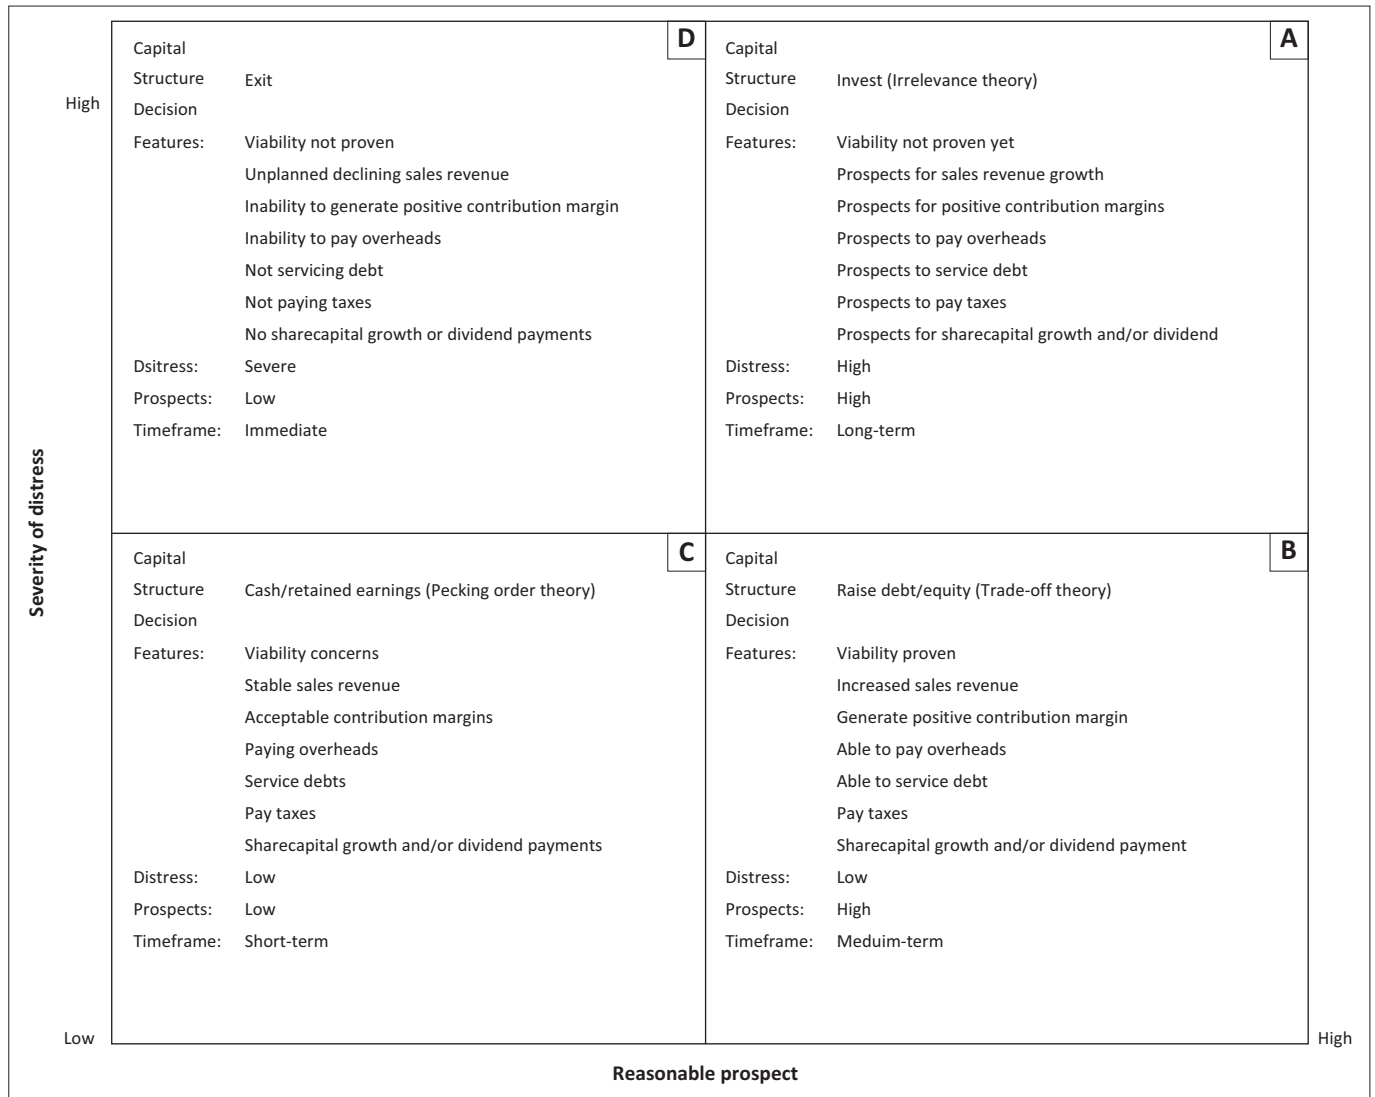 D
Capital
Structure Exit
Decision
Features: Viability not proven
Unplanned declining sales revenue
Inability to generate positive contribution margin
Inability to pay overheads
Not servicing debt
Not paying taxes
No sharecapital growth or dividend payments
Dsitress: Severe
Prospects: Low
Timeframe: Immediate
A
Capital
Structure Invest (Irrelevance theory)
Decision
Features: Viability not proven yet
Prospects for sales revenue growth
Prospects for positive contribution margins
Prospects to pay overheads
Prospects to service debt
Prospects to pay taxes
Prospects for sharecapital growth and/or dividend
Distress: High
Prospects: High
Timeframe: Long-term
C
Capital
Structure Cash/retained earnings (Pecking order theory)
Decision
Features: Viability concerns
Stable sales revenue
Acceptable contribution margins
Paying overheads
Service debts
Pay taxes
Sharecapital growth and/or dividend payments
Distress: Low
Prospects: Low
Timeframe: Short-term
B
Capital
Structure Raise debt/equity (Trade-off theory)
Decision
Features: Viability proven
Increased sales revenue
Generate positive contribution margin
Able to pay overheads
Able to service debt
Pay taxes
Sharecapital growth and/or dividend payment
Distress: Low
Prospects: High
Timeframe: Meduim-term
High
Severity of distress
Low
Reasonable prospect
High